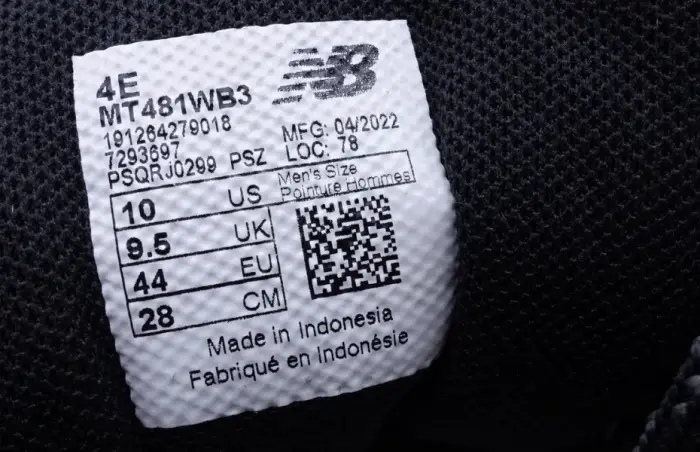 4E
NB
MT481WB3
191264279018
7293697
MFG: 04/2022
PSQRJ0299 PSZ
LOC: 78
10 US
Men's Size
Pointure Hommes
9.5 UK
44 EU
28 CM
Made in Indonesia
Fabriqué en Indonésie